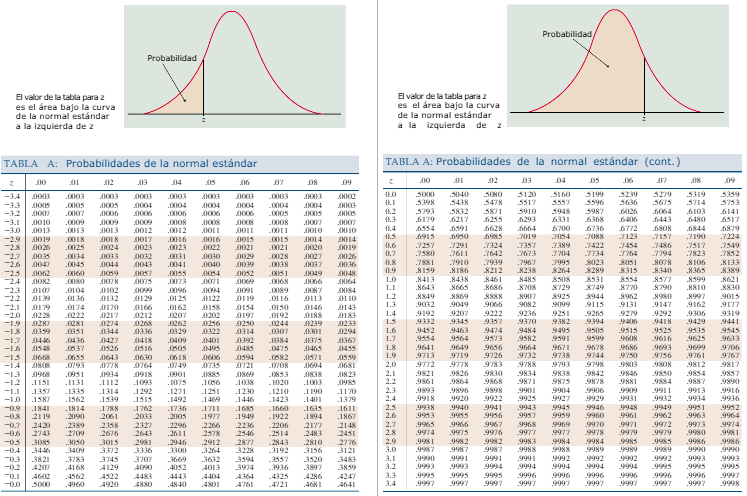 Probabilidad
El valor de la tabla para z
es el área bajo la curva
de la normal estándar
a la izquierda de z
z
TABLA A: Probabilidades de la normal estándar
z .00 .01 .02 .03 .04 .05 .06 .07 .08 .09
−3.4 .0003 .0003 .0003 .0003 .0003 .0003 .0003 .0003 .0003 .0002
−3.3 .0005 .0005 .0005 .0004 .0004 .0004 .0004 .0004 .0004 .0003
−3.2 .0007 .0007 .0006 .0006 .0006 .0006 .0006 .0005 .0005 .0005
−3.1 .0010 .0009 .0009 .0009 .0008 .0008 .0008 .0008 .0007 .0007
−3.0 .0013 .0013 .0013 .0012 .0012 .0011 .0011 .0011 .0010 .0010
−2.9 .0019 .0018 .0018 .0017 .0016 .0016 .0015 .0015 .0014 .0014
−2.8 .0026 .0025 .0024 .0023 .0023 .0022 .0021 .0021 .0020 .0019
−2.7 .0035 .0034 .0033 .0032 .0031 .0030 .0029 .0028 .0027 .0026
−2.6 .0047 .0045 .0044 .0043 .0041 .0040 .0039 .0038 .0037 .0036
−2.5 .0062 .0060 .0059 .0057 .0055 .0054 .0052 .0051 .0049 .0048
−2.4 .0082 .0080 .0078 .0075 .0073 .0071 .0069 .0068 .0066 .0064
−2.3 .0107 .0104 .0102 .0099 .0096 .0094 .0091 .0089 .0087 .0084
−2.2 .0139 .0136 .0132 .0129 .0125 .0122 .0119 .0116 .0113 .0110
−2.1 .0179 .0174 .0170 .0166 .0162 .0158 .0154 .0150 .0146 .0143
−2.0 .0228 .0222 .0217 .0212 .0207 .0202 .0197 .0192 .0188 .0183
−1.9 .0287 .0281 .0274 .0268 .0262 .0256 .0250 .0244 .0239 .0233
−1.8 .0359 .0351 .0344 .0336 .0329 .0322 .0314 .0307 .0301 .0294
−1.7 .0446 .0436 .0427 .0418 .0409 .0401 .0392 .0384 .0375 .0367
−1.6 .0548 .0537 .0526 .0516 .0505 .0495 .0485 .0475 .0465 .0455
−1.5 .0668 .0655 .0643 .0630 .0618 .0606 .0594 .0582 .0571 .0559
−1.4 .0808 .0793 .0778 .0764 .0749 .0735 .0721 .0708 .0694 .0681
−1.3 .0968 .0951 .0934 .0918 .0901 .0885 .0869 .0853 .0838 .0823
−1.2 .1151 .1131 .1112 .1093 .1075 .1056 .1038 .1020 .1003 .0985
−1.1 .1357 .1335 .1314 .1292 .1271 .1251 .1230 .1210 .1190 .1170
−1.0 .1587 .1562 .1539 .1515 .1492 .1469 .1446 .1423 .1401 .1379
−0.9 .1841 .1814 .1788 .1762 .1736 .1711 .1685 .1660 .1635 .1611
−0.8 .2119 .2090 .2061 .2033 .2005 .1977 .1949 .1922 .1894 .1867
−0.7 .2420 .2389 .2358 .2327 .2296 .2266 .2236 .2206 .2177 .2148
−0.6 .2743 .2709 .2676 .2643 .2611 .2578 .2546 .2514 .2483 .2451
−0.5 .3085 .3050 .3015 .2981 .2946 .2912 .2877 .2843 .2810 .2776
−0.4 .3446 .3409 .3372 .3336 .3300 .3264 .3228 .3192 .3156 .3121
−0.3 .3821 .3783 .3745 .3707 .3669 .3632 .3594 .3557 .3520 .3483
−0.2 .4207 .4168 .4129 .4090 .4052 .4013 .3974 .3936 .3897 .3859
−0.1 .4602 .4562 .4522 .4483 .4443 .4404 .4364 .4325 .4286 .4247
−0.0 .5000 .4960 .4920 .4880 .4840 .4801 .4761 .4721 .4681 .4641
Probabilidad
El valor de la tabla para z
es el área bajo la curva
de la normal estándar
a la izquierda de z
z
TABLA A: Probabilidades de la normal estándar (cont.)
z .00 .01 .02 .03 .04 .05 .06 .07 .08 .09
0.0 .5000 .5040 .5080 .5120 .5160 .5199 .5239 .5279 .5319 .5359
0.1 .5398 .5438 .5478 .5517 .5557 .5596 .5636 .5675 .5714 .5753
0.2 .5793 .5832 .5871 .5910 .5948 .5987 .6026 .6064 .6103 .6141
0.3 .6179 .6217 .6255 .6293 .6331 .6368 .6406 .6443 .6480 .6517
0.4 .6554 .6591 .6628 .6664 .6700 .6736 .6772 .6808 .6844 .6879
0.5 .6915 .6950 .6985 .7019 .7054 .7088 .7123 .7157 .7190 .7224
0.6 .7257 .7291 .7324 .7357 .7389 .7422 .7454 .7486 .7517 .7549
0.7 .7580 .7611 .7642 .7673 .7704 .7734 .7764 .7794 .7823 .7852
0.8 .7881 .7910 .7939 .7967 .7995 .8023 .8051 .8078 .8106 .8133
0.9 .8159 .8186 .8212 .8238 .8264 .8289 .8315 .8340 .8365 .8389
1.0 .8413 .8438 .8461 .8485 .8508 .8531 .8554 .8577 .8599 .8621
1.1 .8643 .8665 .8686 .8708 .8729 .8749 .8770 .8790 .8810 .8830
1.2 .8849 .8869 .8888 .8907 .8925 .8944 .8962 .8980 .8997 .9015
1.3 .9032 .9049 .9066 .9082 .9099 .9115 .9131 .9147 .9162 .9177
1.4 .9192 .9207 .9222 .9236 .9251 .9265 .9279 .9292 .9306 .9319
1.5 .9332 .9345 .9357 .9370 .9382 .9394 .9406 .9418 .9429 .9441
1.6 .9452 .9463 .9474 .9484 .9495 .9505 .9515 .9525 .9535 .9545
1.7 .9554 .9564 .9573 .9582 .9591 .9599 .9608 .9616 .9625 .9633
1.8 .9641 .9649 .9656 .9664 .9671 .9678 .9686 .9693 .9699 .9706
1.9 .9713 .9719 .9726 .9732 .9738 .9744 .9750 .9756 .9761 .9767
2.0 .9772 .9778 .9783 .9788 .9793 .9798 .9803 .9808 .9812 .9817
2.1 .9821 .9826 .9830 .9834 .9838 .9842 .9846 .9850 .9854 .9857
2.2 .9861 .9864 .9868 .9871 .9875 .9878 .9881 .9884 .9887 .9890
2.3 .9893 .9896 .9898 .9901 .9904 .9906 .9909 .9911 .9913 .9916
2.4 .9918 .9920 .9922 .9925 .9927 .9929 .9931 .9932 .9934 .9936
2.5 .9938 .9940 .9941 .9943 .9945 .9946 .9948 .9949 .9951 .9952
2.6 .9953 .9955 .9956 .9957 .9959 .9960 .9961 .9962 .9963 .9964
2.7 .9965 .9966 .9967 .9968 .9969 .9970 .9971 .9972 .9973 .9974
2.8 .9974 .9975 .9976 .9977 .9977 .9978 .9979 .9979 .9980 .9981
2.9 .9981 .9982 .9982 .9983 .9984 .9984 .9985 .9985 .9986 .9986
3.0 .9987 .9987 .9987 .9988 .9988 .9989 .9989 .9989 .9990 .9990
3.1 .9990 .9991 .9991 .9991 .9992 .9992 .9992 .9992 .9993 .9993
3.2 .9993 .9993 .9994 .9994 .9994 .9994 .9994 .9995 .9995 .9995
3.3 .9995 .9995 .9995 .9996 .9996 .9996 .9996 .9996 .9996 .9997
3.4 .9997 .9997 .9997 .9997 .9997 .9997 .9997 .9997 .9997 .9998